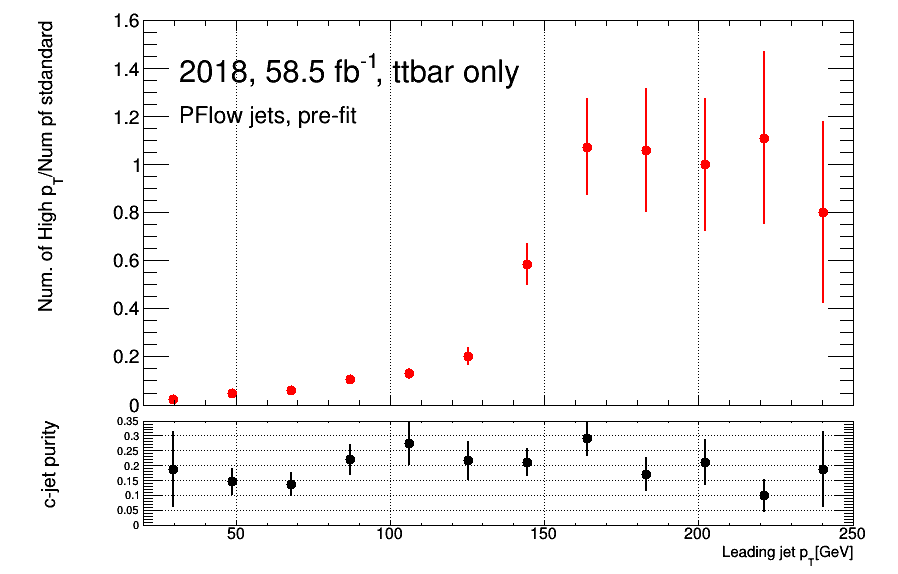 1.6
1.4
1.2
1
0.8
0.6
0.4
0.2
0
Num. of High pT/Num pf stdandard
2018, 58.5 fb-1, ttbar only
PFlow jets, pre-fit
0.35
0.3
0.25
0.2
0.15
0.1
0.05
0
c-jet purity
50 100 150 200 250
Leading jet pT[GeV]